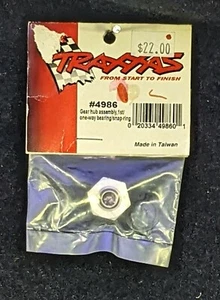 $22.00
TRAXXAS
FROM START TO FINISH
#4986
Gear hub assembly, 1st/
one-way bearing/snap-ring
0 20334 49860 1
Made in Taiwan